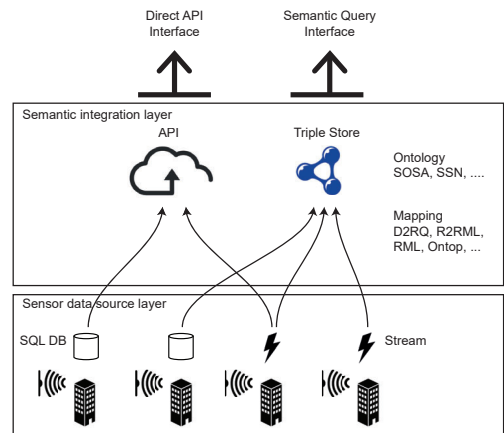 Direct API
Interface
Semantic Query
Interface
Semantic integration layer
API
Triple Store
Ontology
SOSA, SSN, ....
Mapping
D2RQ, R2RML,
RML, Ontop, ...
Sensor data source layer
SQL DB
Stream